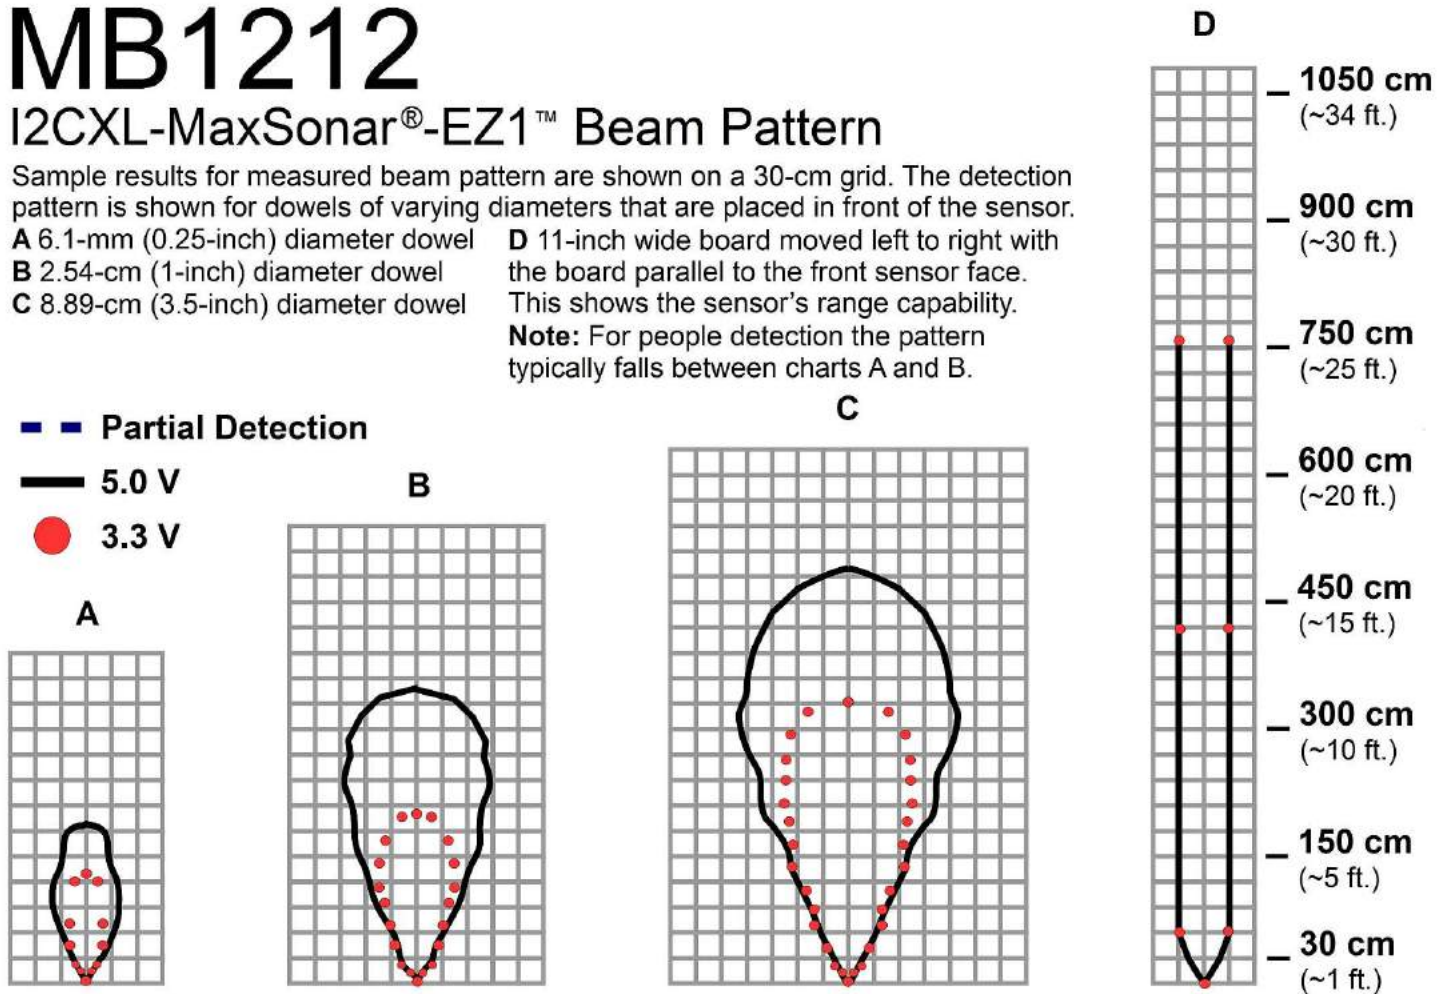 MB1212
I2CXL-MaxSonar®-EZ1™ Beam Pattern
Sample results for measured beam pattern are shown on a 30-cm grid. The detection
pattern is shown for dowels of varying diameters that are placed in front of the sensor.
A 6.1-mm (0.25-inch) diameter dowel
B 2.54-cm (1-inch) diameter dowel
C 8.89-cm (3.5-inch) diameter dowel
D 11-inch wide board moved left to right with
the board parallel to the front sensor face.
This shows the sensor's range capability.
Note: For people detection the pattern
typically falls between charts A and B.
Partial Detection
5.0 V
3.3 V
A
B
C
D
1050 cm
(~34 ft.)
900 cm
(~30 ft.)
750 cm
(~25 ft.)
600 cm
(~20 ft.)
450 cm
(~15 ft.)
300 cm
(~10 ft.)
150 cm
(~5 ft.)
30 cm
(~1 ft.)